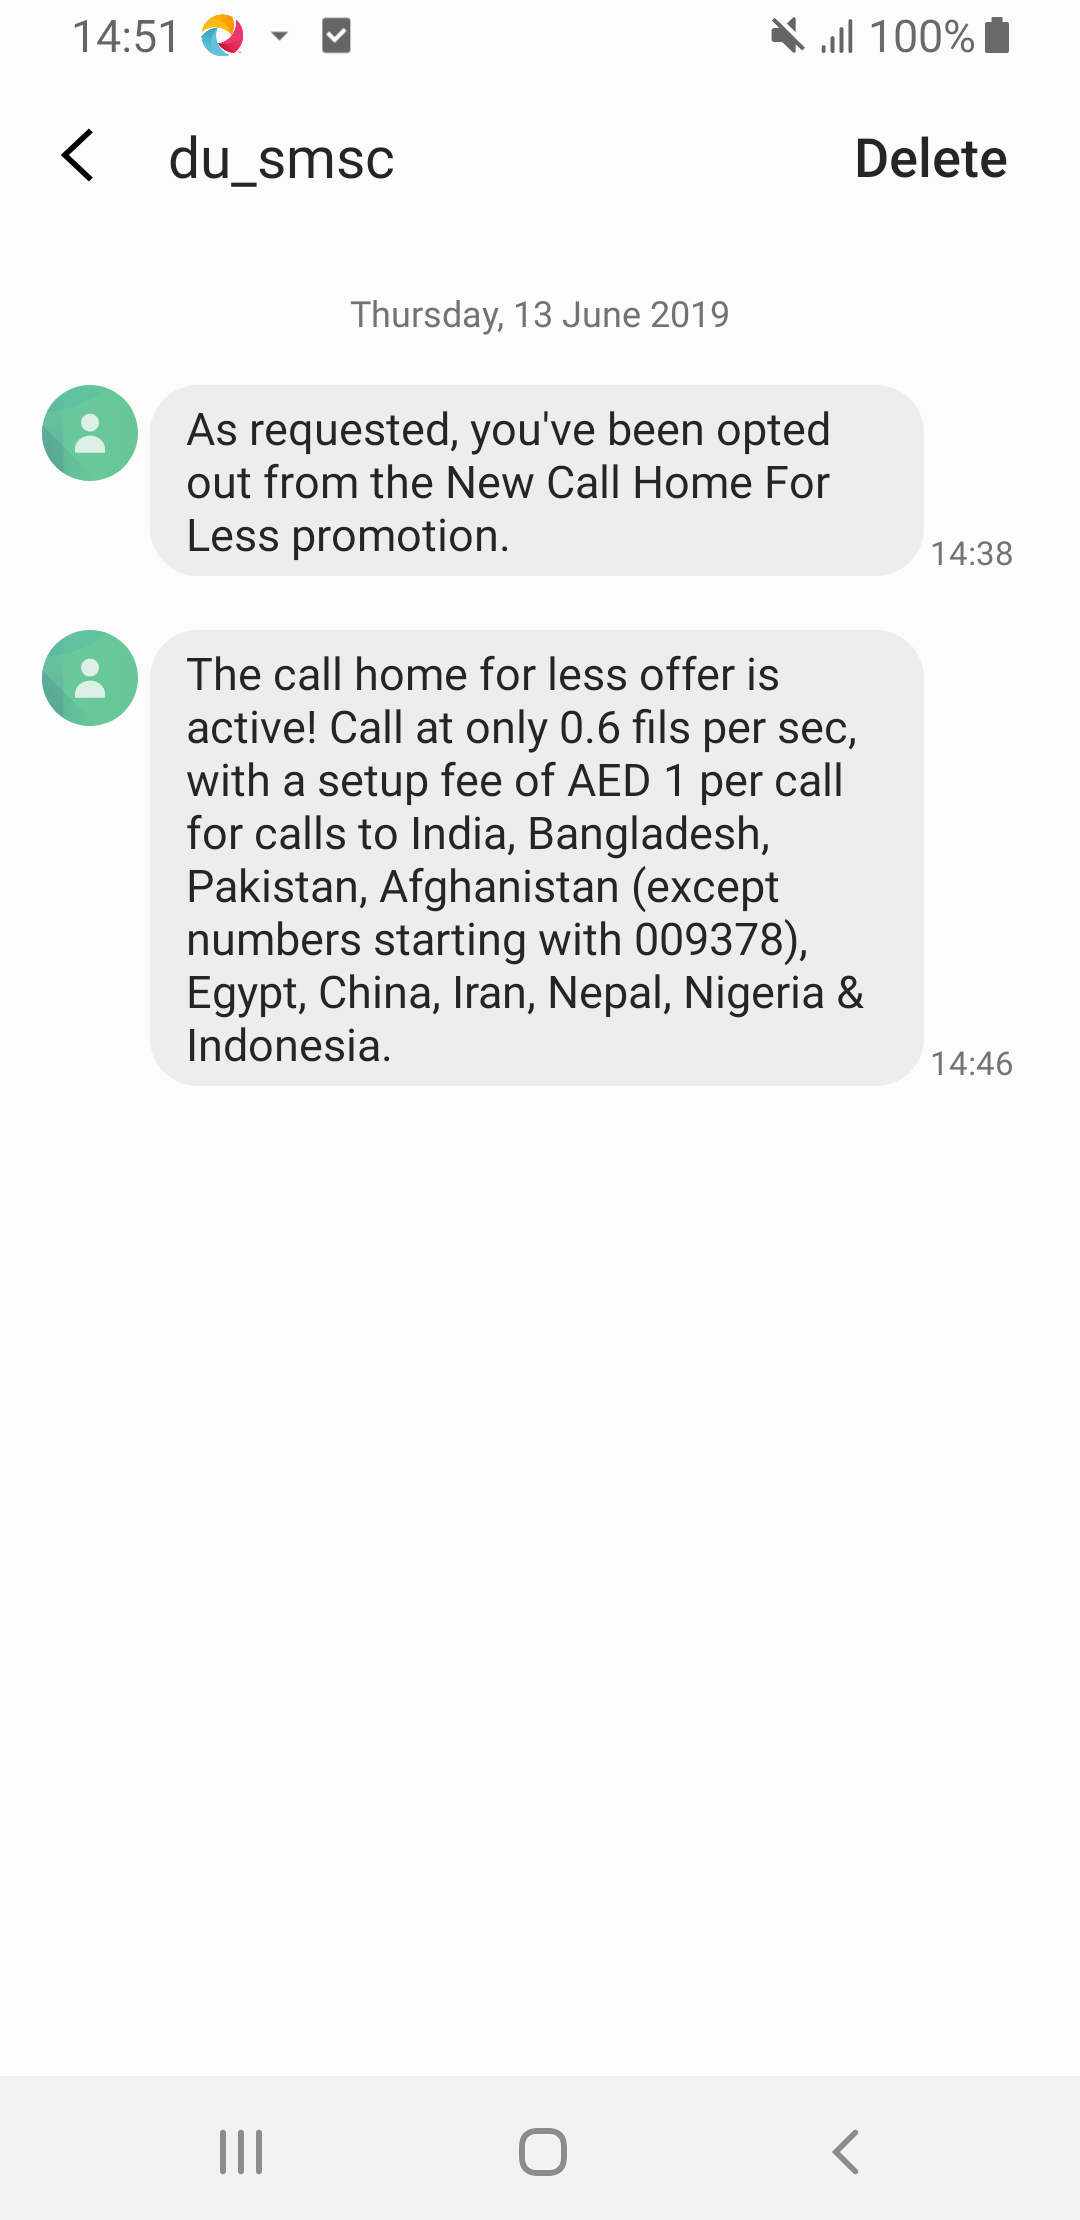 14:51
100%
du_smsc
Delete
Thursday, 13 June 2019
As requested, you've been opted
out from the New Call Home For
Less promotion.
14:38
The call home for less offer is
active! Call at only 0.6 fils per sec,
with a setup fee of AED 1 per call
for calls to India, Bangladesh,
Pakistan, Afghanistan (except
numbers starting with 009378),
Egypt, China, Iran, Nepal, Nigeria &
Indonesia.
14:46